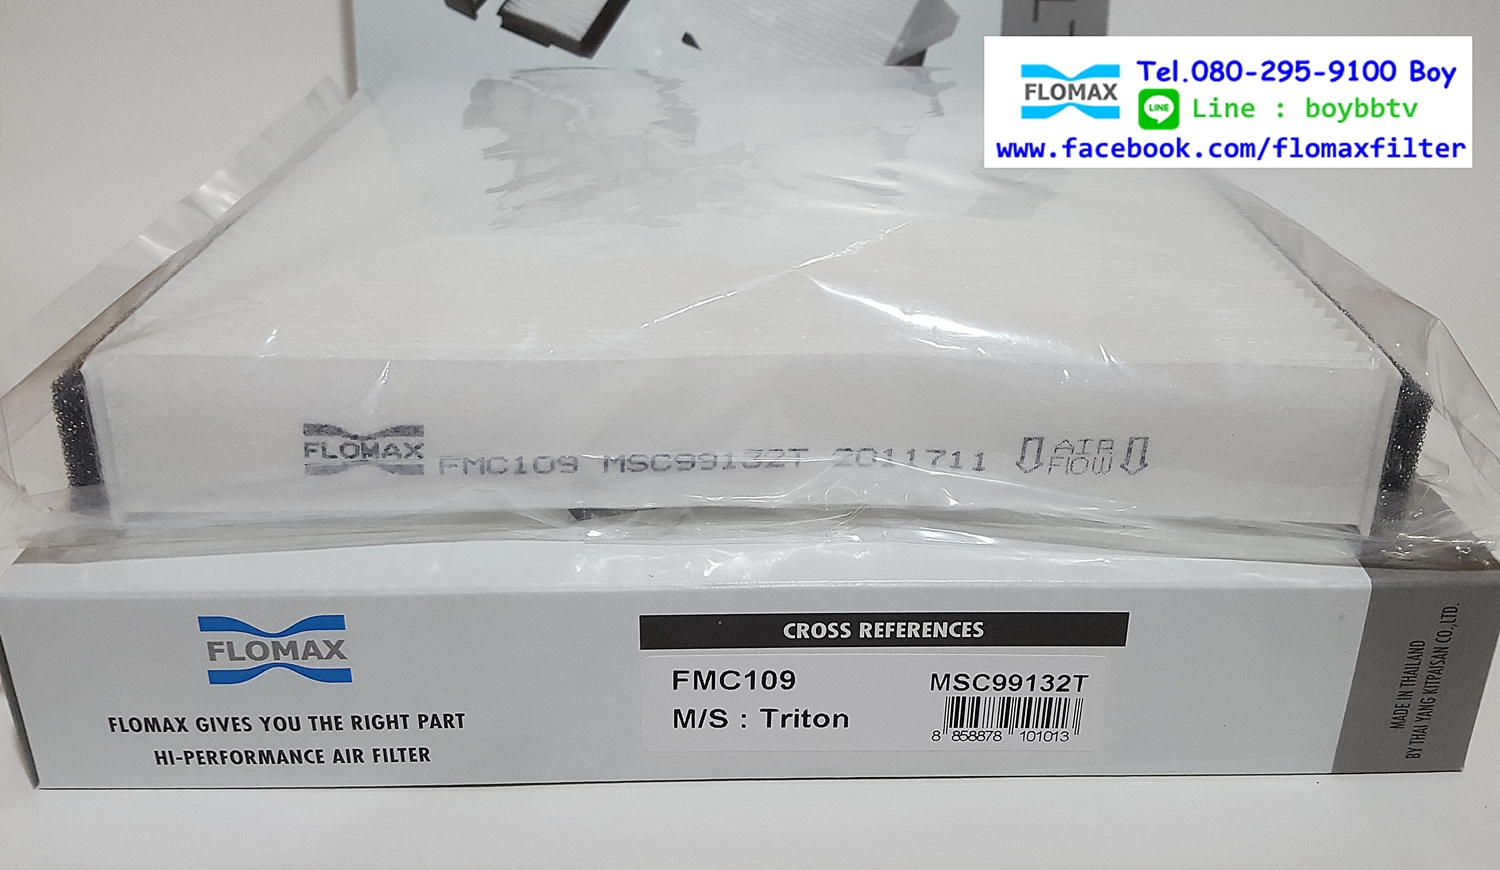 FLOMAX
Tel.080-295-9100 Boy
LINE
Line : boybbtv
www.facebook.com/flomaxfilter
FLOMAX FMC109 MSC99132T 2011711 AIR FLOW
FLOMAX
FLOMAX GIVES YOU THE RIGHT PART
HI-PERFORMANCE AIR FILTER
CROSS REFERENCES
FMC109
M/S : Triton
MSC99132T
8 858878 101013
MADE IN THAILAND
BY THAI YANG KITPAISAN CO.,LTD.